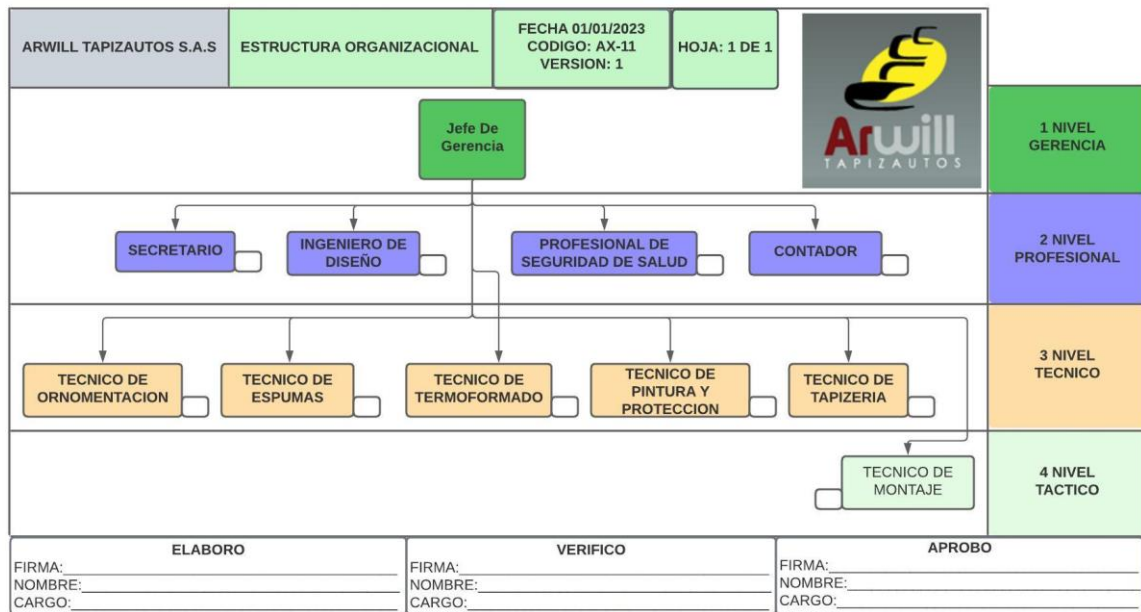 ARWILL TAPIZAUTOS S.A.S
ESTRUCTURA ORGANIZACIONAL
FECHA 01/01/2023
CODIGO: AX-11
VERSION: 1
HOJA: 1 DE 1
Arwill
TAPIZAUTOS
Jefe De
Gerencia
1 NIVEL
GERENCIA
SECRETARIO
INGENIERO DE
DISEÑO
PROFESIONAL DE
SEGURIDAD DE SALUD
CONTADOR
2 NIVEL
PROFESIONAL
TECNICO DE
ORNOMENTACION
TECNICO DE
ESPUMAS
TECNICO DE
TERMOFORMADO
TECNICO DE
PINTURA Y
PROTECCION
TECNICO DE
TAPIZERIA
3 NIVEL
TECNICO
TECNICO DE
MONTAJE
4 NIVEL
TACTICO
ELABORO
FIRMA:
NOMBRE:
CARGO:
VERIFICO
FIRMA:
NOMBRE:
CARGO:
APROBO
FIRMA:
NOMBRE:
CARGO: